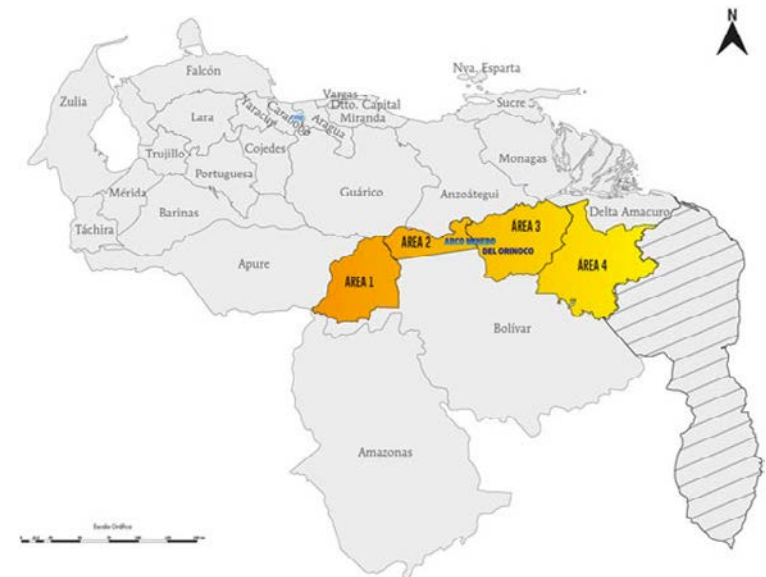 N
Nva. Esparta
Falcón
Vargas
Zulia
Dtto. Capital
Sucre
Lara
Yaracuy
Carabobo
Aragua
Miranda
Monagas
Trujillo
Cojedes
Portuguesa
Guárico
Anzoátegui
Mérida
Barinas
Delta Amacuro
Táchira
ÁREA 3
ÁREA 2
ARCO MINERO
DEL ORINOCO
Apure
ÁREA 4
ÁREA 1
Bolívar
Amazonas
Escala Gráfica